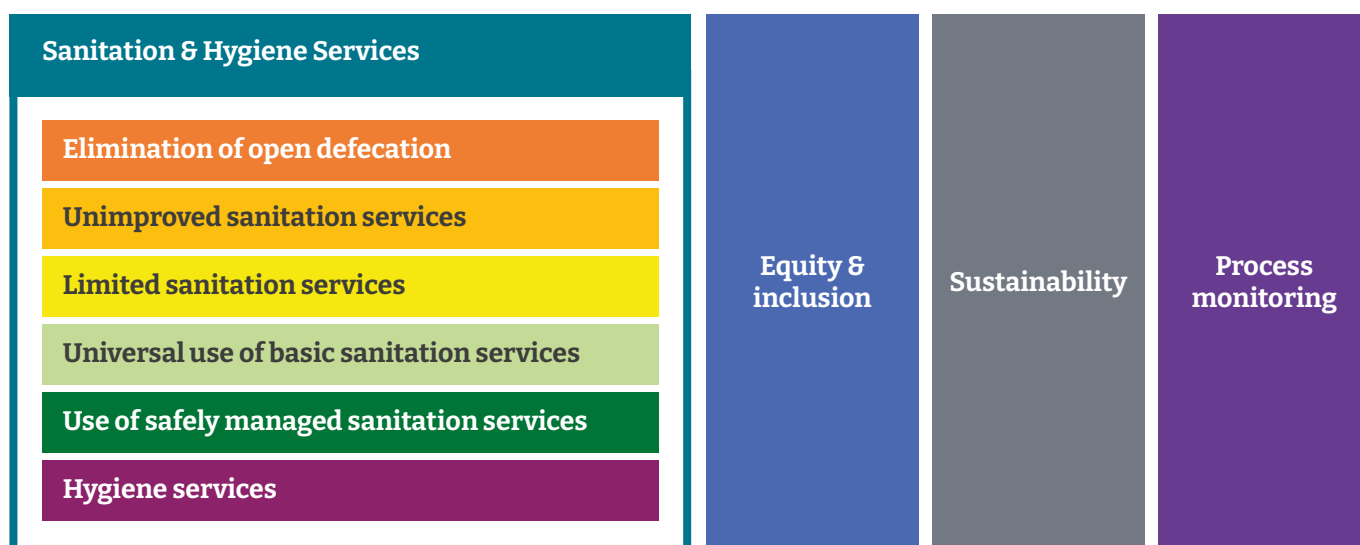 Sanitation & Hygiene Services
Elimination of open defecation
Unimproved sanitation services
Limited sanitation services
Universal use of basic sanitation services
Use of safely managed sanitation services
Hygiene services
Equity &
inclusion
Sustainability
Process
monitoring